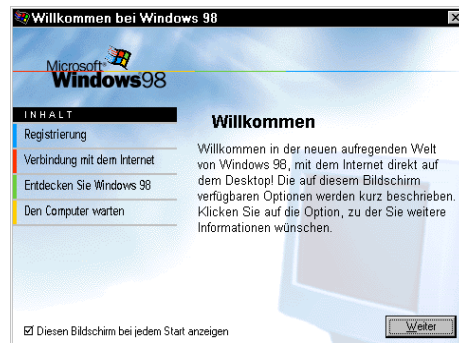 Willkommen bei Windows 98
Microsoft
Windows98
INHALT
Registrierung
Verbindung mit dem Internet
Entdecken Sie Windows 98
Den Computer warten
Willkommen
Willkommen in der neuen aufregenden Welt
von Windows 98, mit dem Internet direkt auf
dem Desktop! Die auf diesem Bildschirm
verfügbaren Optionen werden kurz beschrieben.
Klicken Sie auf die Option, zu der Sie weitere
Informationen wünschen.
Diesen Bildschirm bei jedem Start anzeigen
Weiter